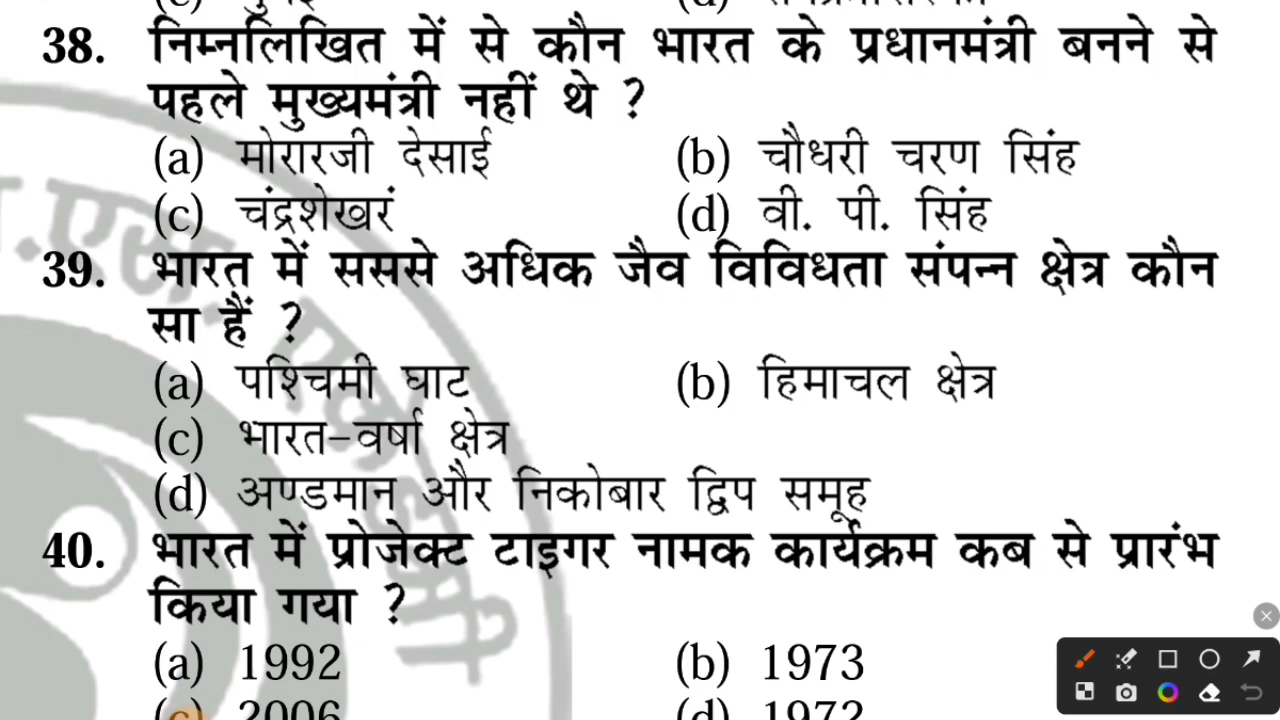 38. निम्नलिखित में से कौन भारत के प्रधानमंत्री बनने से
पहले मुख्यमंत्री नहीं थे ?
(a) मोरारजी देसाई (b) चौधरी चरण सिंह
(c) चंद्रशेखरं (d) वी. पी. सिंह
39. भारत में सससे अधिक जैव विविधता संपन्न क्षेत्र कौन
सा हैं ?
(a) पश्चिमी घाट (b) हिमाचल क्षेत्र
(c) भारत-वर्षा क्षेत्र
(d) अण्डमान और निकोबार द्विप समूह
40. भारत में प्रोजेक्ट टाइगर नामक कार्यक्रम कब से प्रारंभ
किया गया ?
(a) 1992 (b) 1973
(c) 2006 (d) 1972